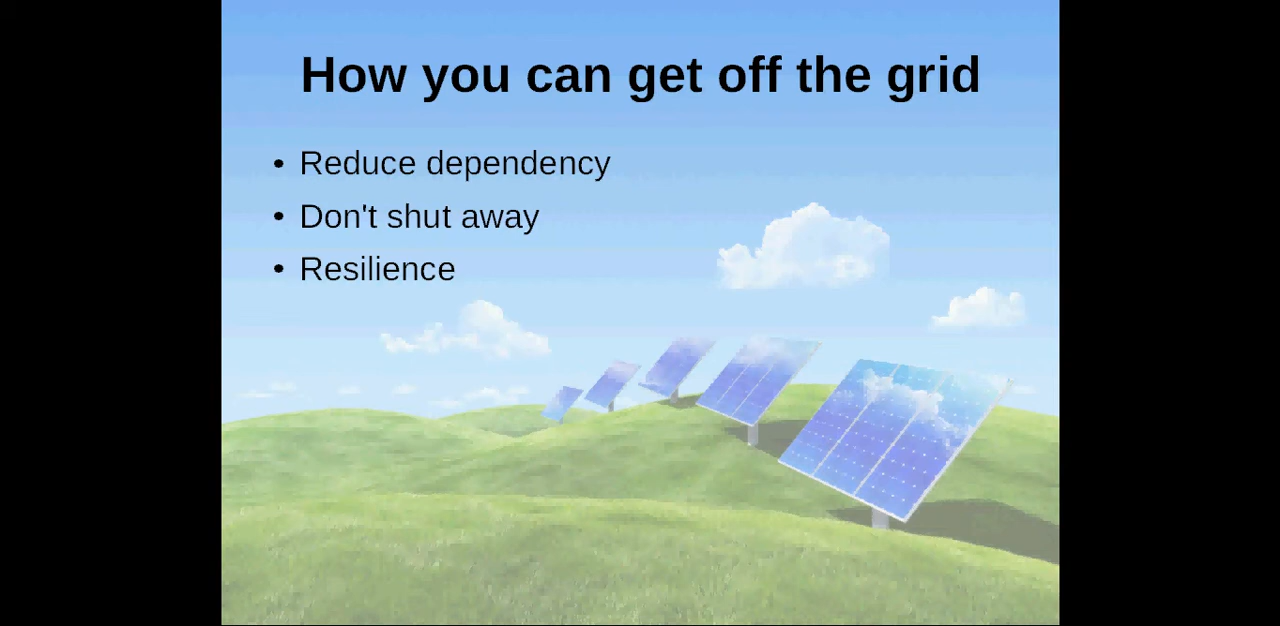 How you can get off the grid
• Reduce dependency
• Don't shut away
• Resilience